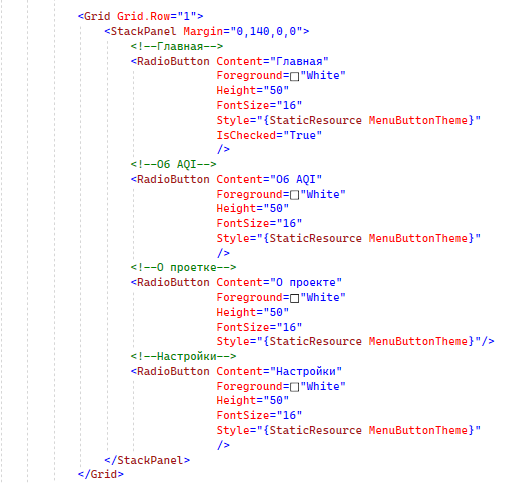 <Grid Grid.Row="1">
<StackPanel Margin="0,140,0,0">
<!--Главная-->
<RadioButton Content="Главная"
Foreground="White"
Height="50"
FontSize="16"
Style="{StaticResource MenuButtonTheme}"
IsChecked="True"
/>
<!--Об AQI-->
<RadioButton Content="Об AQI"
Foreground="White"
Height="50"
FontSize="16"
Style="{StaticResource MenuButtonTheme}"
/>
<!--О проетке-->
<RadioButton Content="О проекте"
Foreground="White"
Height="50"
FontSize="16"
Style="{StaticResource MenuButtonTheme}"/>
<!--Настройки-->
<RadioButton Content="Настройки"
Foreground="White"
Height="50"
FontSize="16"
Style="{StaticResource MenuButtonTheme}"
/>
</StackPanel>
</Grid>